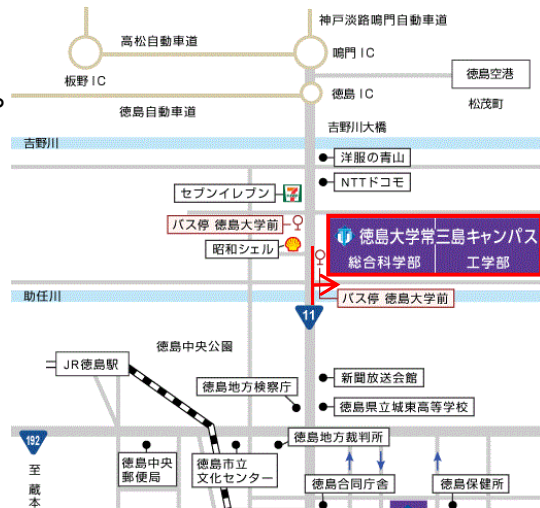 神戸淡路鳴門自動車道
高松自動車道
鳴門IC
板野IC
徳島空港
徳島IC
松茂町
徳島自動車道
吉野川大橋
吉野川
洋服の青山
NTTドコモ
セブンイレブン
7
バス停 徳島大学前
徳島大学常三島キャンパス
総合科学部
工学部
昭和シェル
助任川
バス停 徳島大学前
11
徳島中央公園
JR徳島駅
新聞放送会館
徳島地方検察庁
徳島県立城東高等学校
192
徳島地方裁判所
徳島中央
郵便局
徳島市立
文化センター
至
蔵
本
徳島合同庁舎
徳島保健所